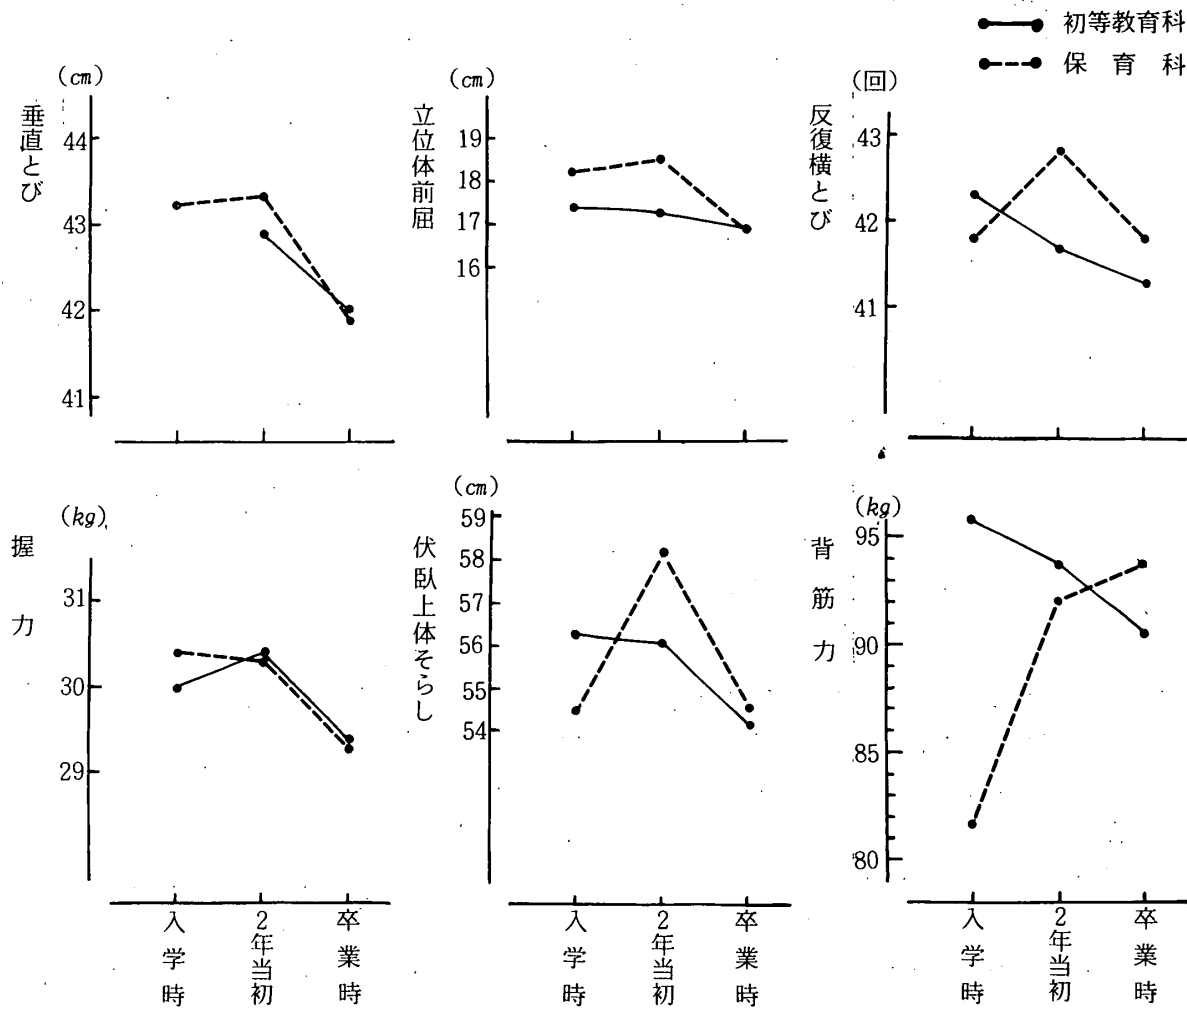 初等教育科
保育科
(cm)
垂直とび
44
43
42
41
(cm)
立位体前屈
19
18
17
16
(回)
反復横とび
43
42
41
(kg)
握力
31
30
29
(cm)
伏臥上体そらし
59
58
57
56
55
54
(kg)
背筋力
95
90
85
80
入学時
2年当初
卒業時
入学時
2年当初
卒業時
入学時
2年当初
卒業時